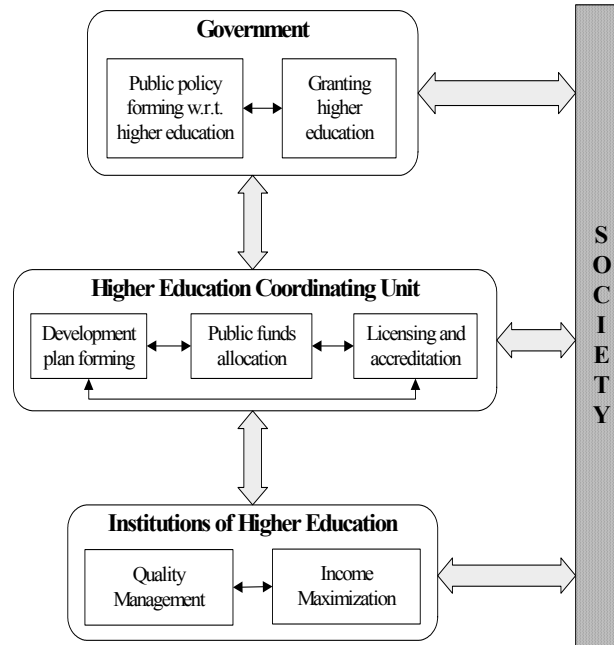 Government
Public policy
forming w.r.t.
higher education
Granting
higher
education
Higher Education Coordinating Unit
Development
plan forming
Public funds
allocation
Licensing and
accreditation
Institutions of Higher Education
Quality
Management
Income
Maximization
S
O
C
I
E
T
Y